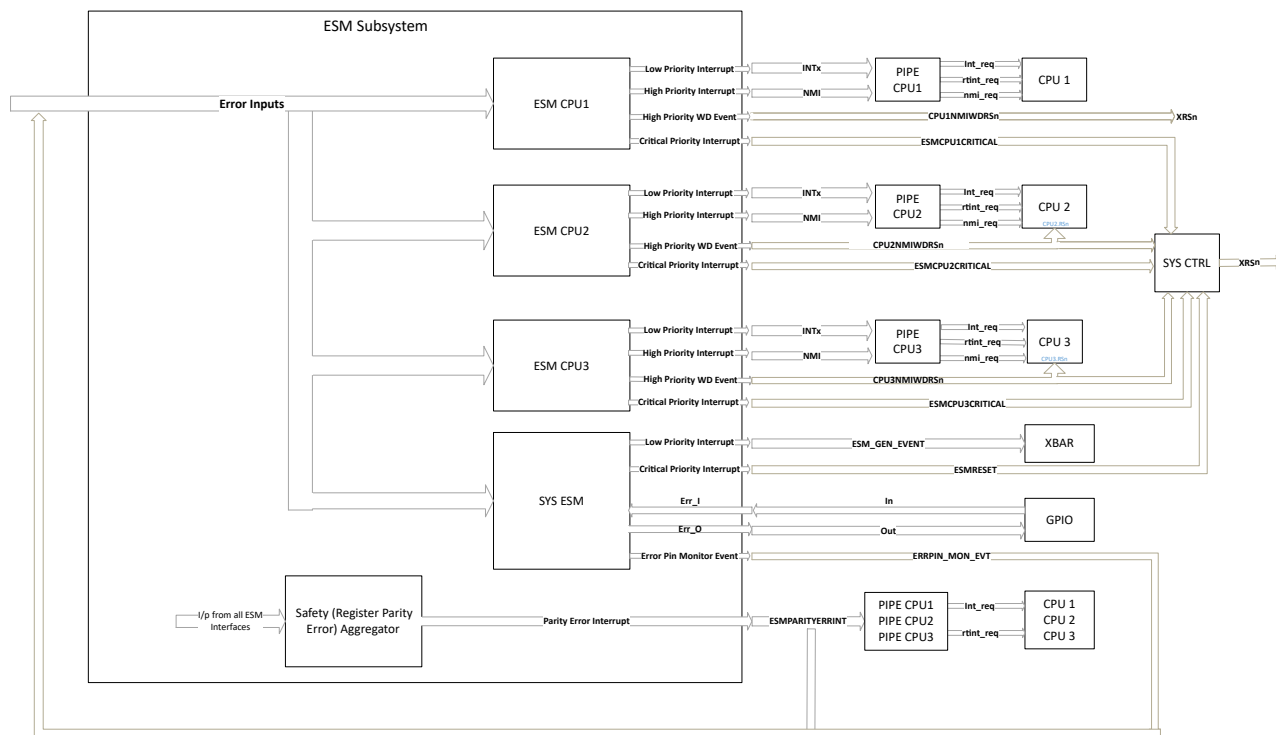 ESM Subsystem
Error Inputs
ESM CPU1
Low Priority Interrupt
High Priority Interrupt
High Priority WD Event
Critical Priority Interrupt
INTx
NMI
CPU1NMIWDRSn
XRSn
ESMCPU1CRITICAL
PIPE
CPU1
Int_req
rtint_req
nmi_req
CPU 1
ESM CPU2
Low Priority Interrupt
High Priority Interrupt
High Priority WD Event
Critical Priority Interrupt
INTx
NMI
CPU2NMIWDRSn
ESMCPU2CRITICAL
PIPE
CPU2
Int_req
rtint_req
nmi_req
CPU 2
CPU2.RSn
SYS CTRL
XRSn
ESM CPU3
Low Priority Interrupt
High Priority Interrupt
High Priority WD Event
Critical Priority Interrupt
INTx
NMI
CPU3NMIWDRSn
ESMCPU3CRITICAL
PIPE
CPU3
Int_req
rtint_req
nmi_req
CPU 3
CPU3.RSn
SYS ESM
Low Priority Interrupt
Critical Priority Interrupt
Err_I
Err_O
Error Pin Monitor Event
ESM_GEN_EVENT
XBAR
ESMRESET
In
Out
GPIO
ERRPIN_MON_EVT
I/p from all ESM
Interfaces
Safety (Register Parity
Error) Aggregator
Parity Error Interrupt
ESMPARITYERRINT
PIPE CPU1
PIPE CPU2
PIPE CPU3
Int_req
rtint_req
CPU 1
CPU 2
CPU 3